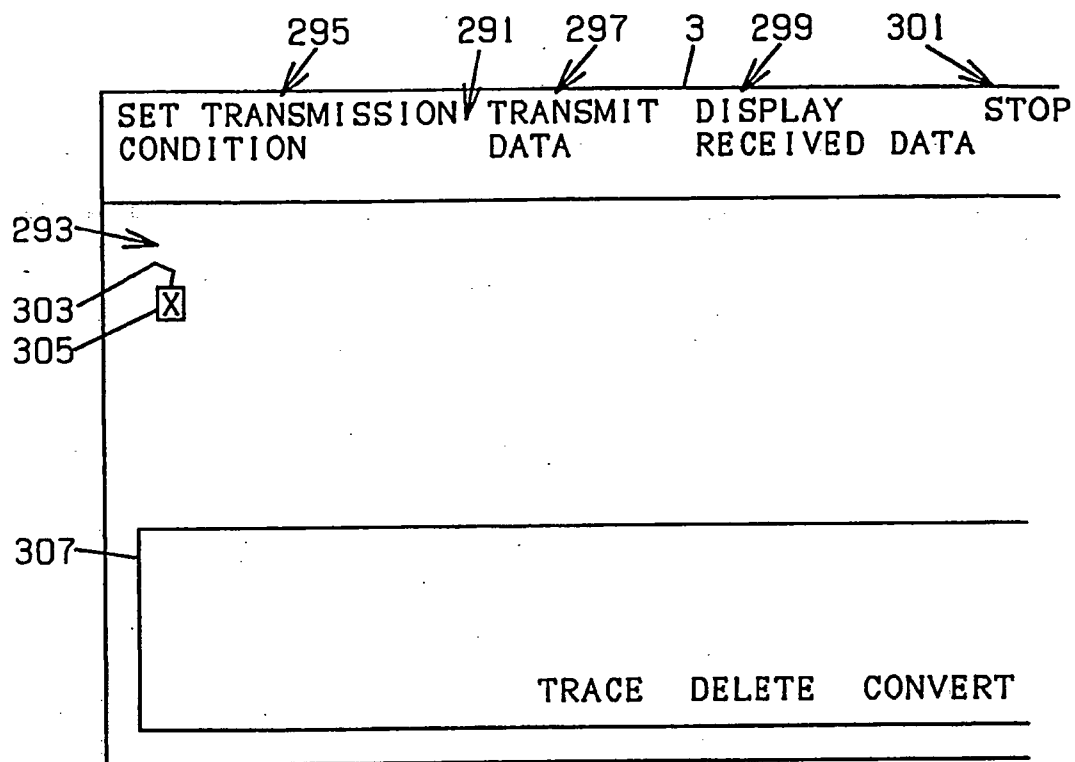 295 291 297 3 299 301
SET TRANSMISSION TRANSMIT DISPLAY STOP
CONDITION DATA RECEIVED DATA
293
303
X
305
307
TRACE DELETE CONVERT